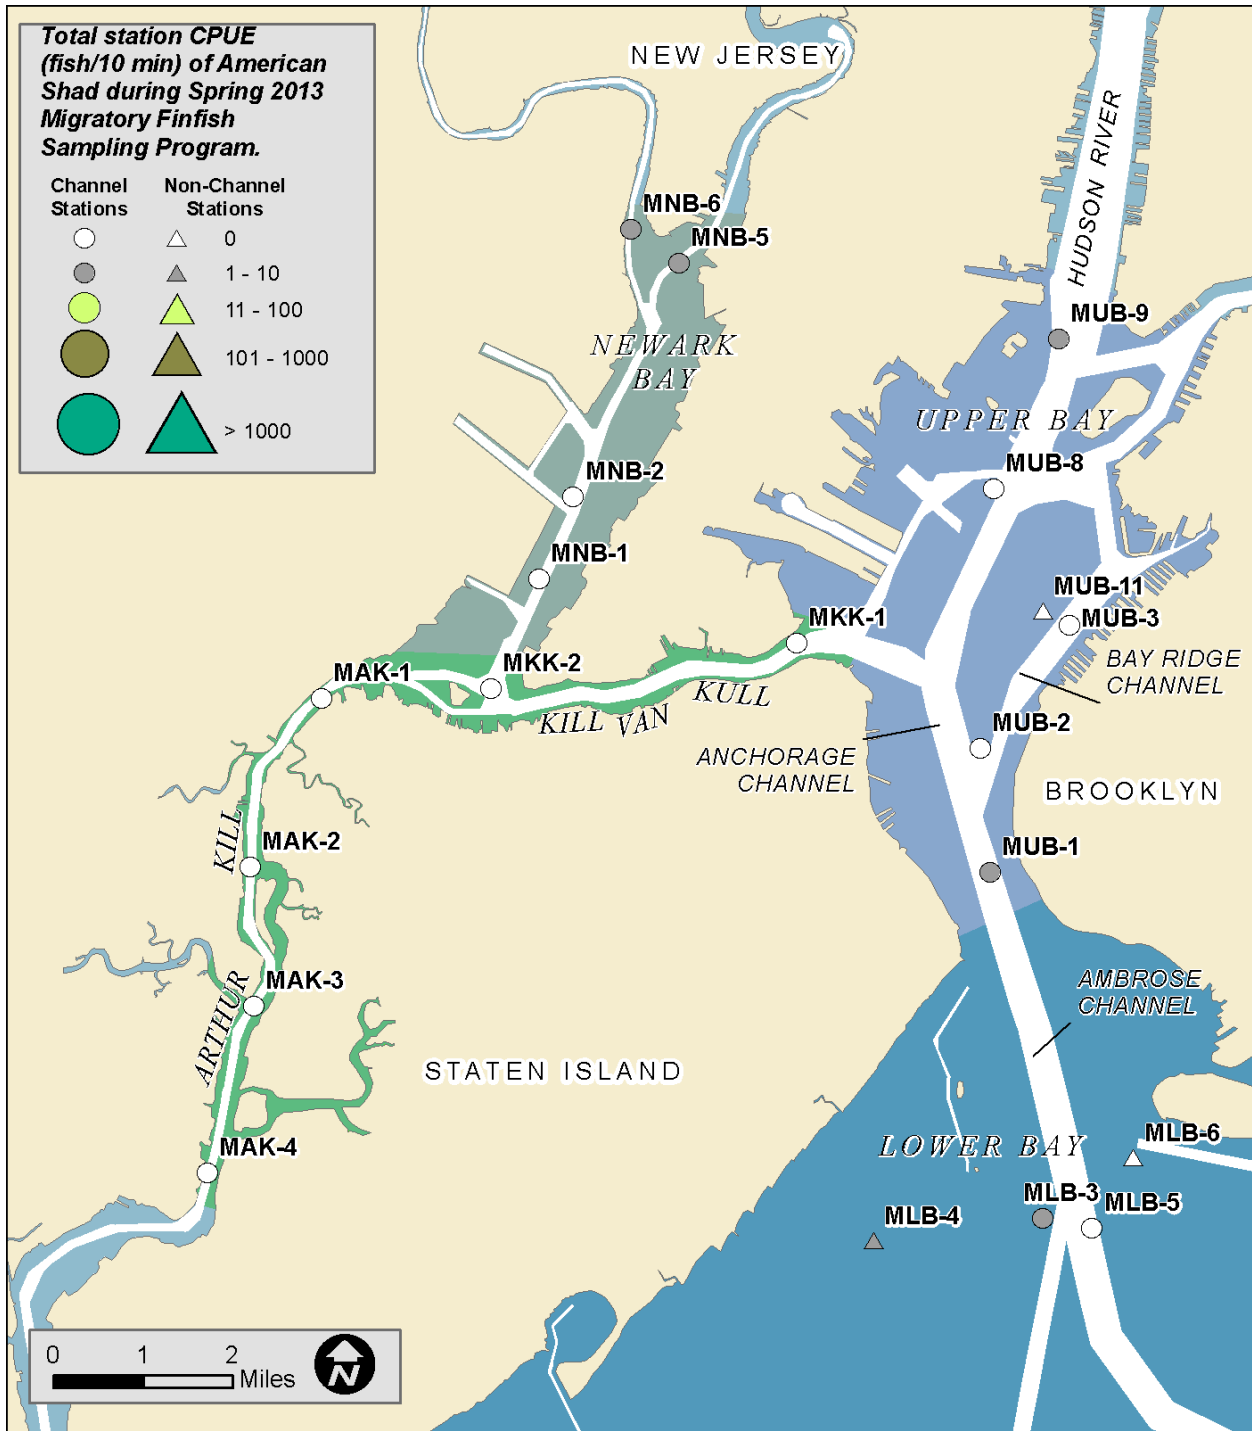 Total station CPUE
(fish/10 min) of American
Shad during Spring 2013
Migratory Finfish
Sampling Program.
Channel Stations
Non-Channel Stations
0
1 - 10
11 - 100
101 - 1000
> 1000
NEW JERSEY
HUDSON RIVER
MNB-6
MNB-5
MUB-9
NEWARK
BAY
UPPER BAY
MNB-2
MUB-8
MNB-1
MUB-11
MKK-1
MUB-3
MAK-1
MKK-2
BAY RIDGE
CHANNEL
KILL VAN KULL
MUB-2
ANCHORAGE
CHANNEL
BROOKLYN
MAK-2
MUB-1
ARTHUR KILL
MAK-3
AMBROSE
CHANNEL
STATEN ISLAND
MAK-4
LOWER BAY
MLB-6
MLB-3
MLB-4
MLB-5
0 1 2
Miles
N